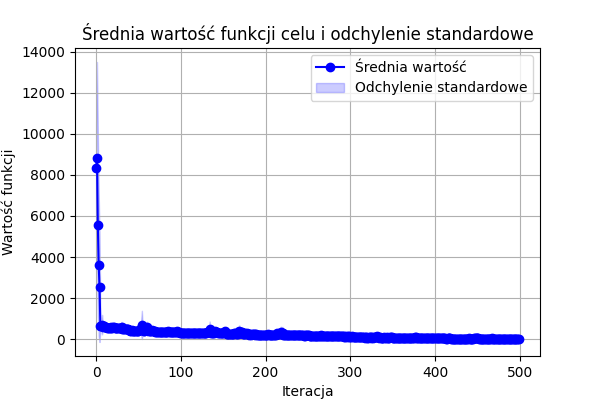 Średnia wartość funkcji celu i odchylenie standardowe
14000
12000
10000
8000
6000
4000
2000
0
Wartość funkcji
Średnia wartość
Odchylenie standardowe
0 100 200 300 400 500
Iteracja